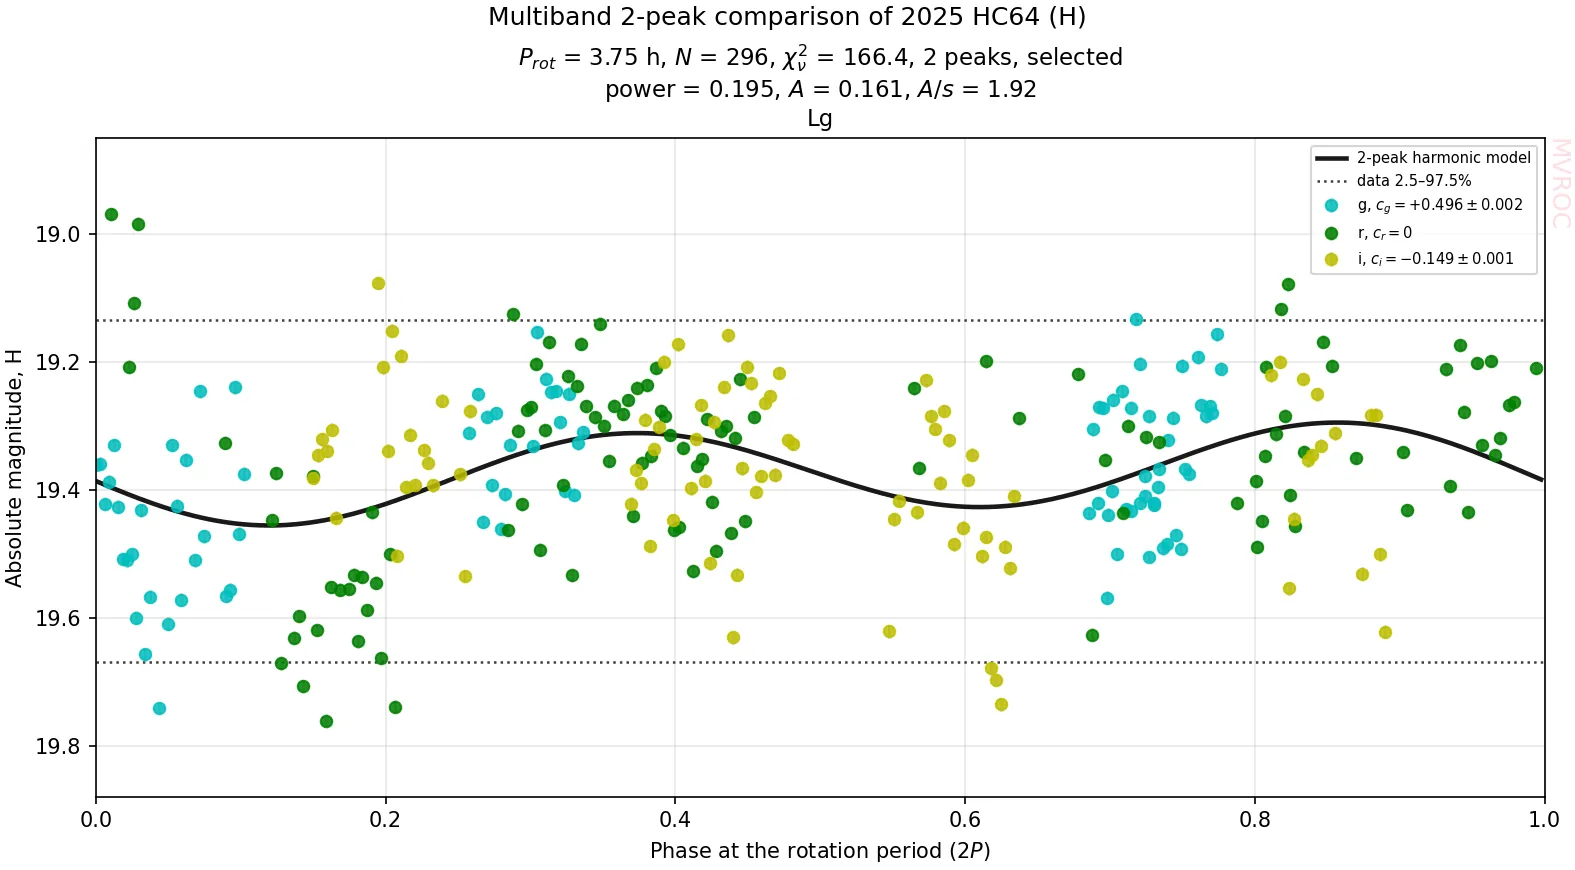 Multiband 2-peak comparison of 2025 HC64 (H)
P_rot = 3.75 h, N = 296, χ²_ν = 166.4, 2 peaks, selected
power = 0.195, A = 0.161, A/s = 1.92
Lg
2-peak harmonic model
data 2.5–97.5%
g, c_g = +0.496 ± 0.002
r, c_r = 0
i, c_i = −0.149 ± 0.001
MVROC
Absolute magnitude, H
19.0
19.2
19.4
19.6
19.8
0.0 0.2 0.4 0.6 0.8 1.0
Phase at the rotation period (2P)